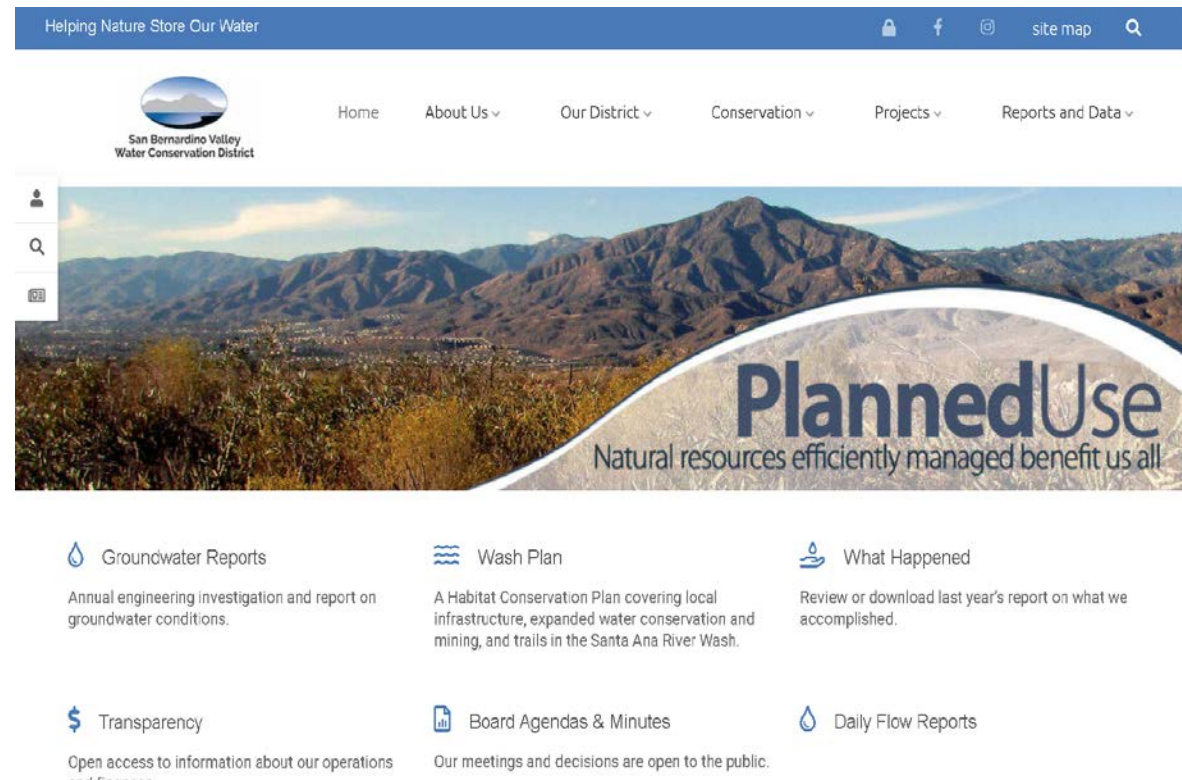 Helping Nature Store Our Water
site map
San Bernardino Valley
Water Conservation District
Home
About Us
Our District
Conservation
Projects
Reports and Data
PlannedUse
Natural resources efficiently managed benefit us all
Groundwater Reports
Annual engineering investigation and report on
groundwater conditions.
Wash Plan
A Habitat Conservation Plan covering local
infrastructure, expanded water conservation and
mining, and trails in the Santa Ana River Wash.
What Happened
Review or download last year's report on what we
accomplished.
Transparency
Open access to information about our operations
Board Agendas & Minutes
Our meetings and decisions are open to the public.
Daily Flow Reports